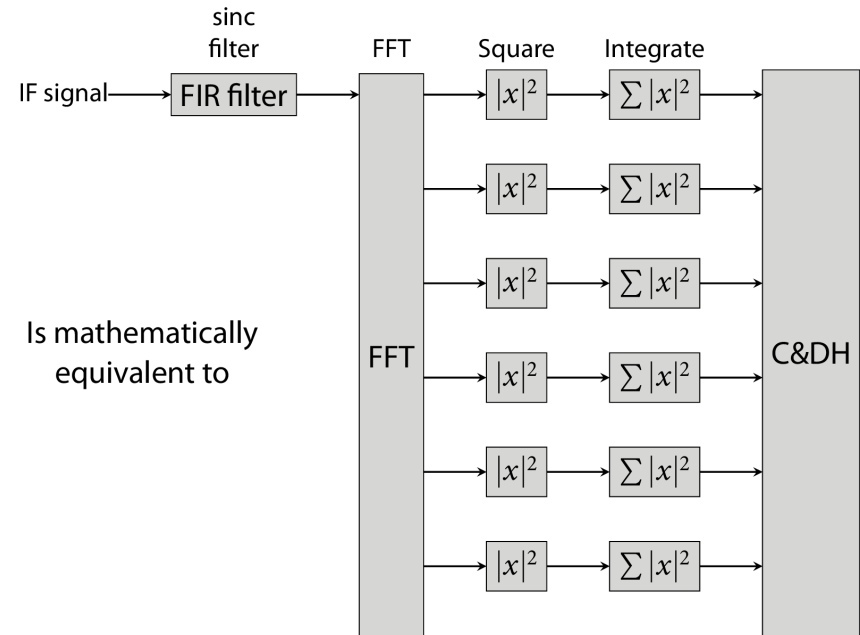 sinc
filter
FFT
Square
Integrate
IF signal
FIR filter
|x|²
∑ |x|²
|x|²
∑ |x|²
|x|²
∑ |x|²
Is mathematically
equivalent to
FFT
C&DH
|x|²
∑ |x|²
|x|²
∑ |x|²
|x|²
∑ |x|²